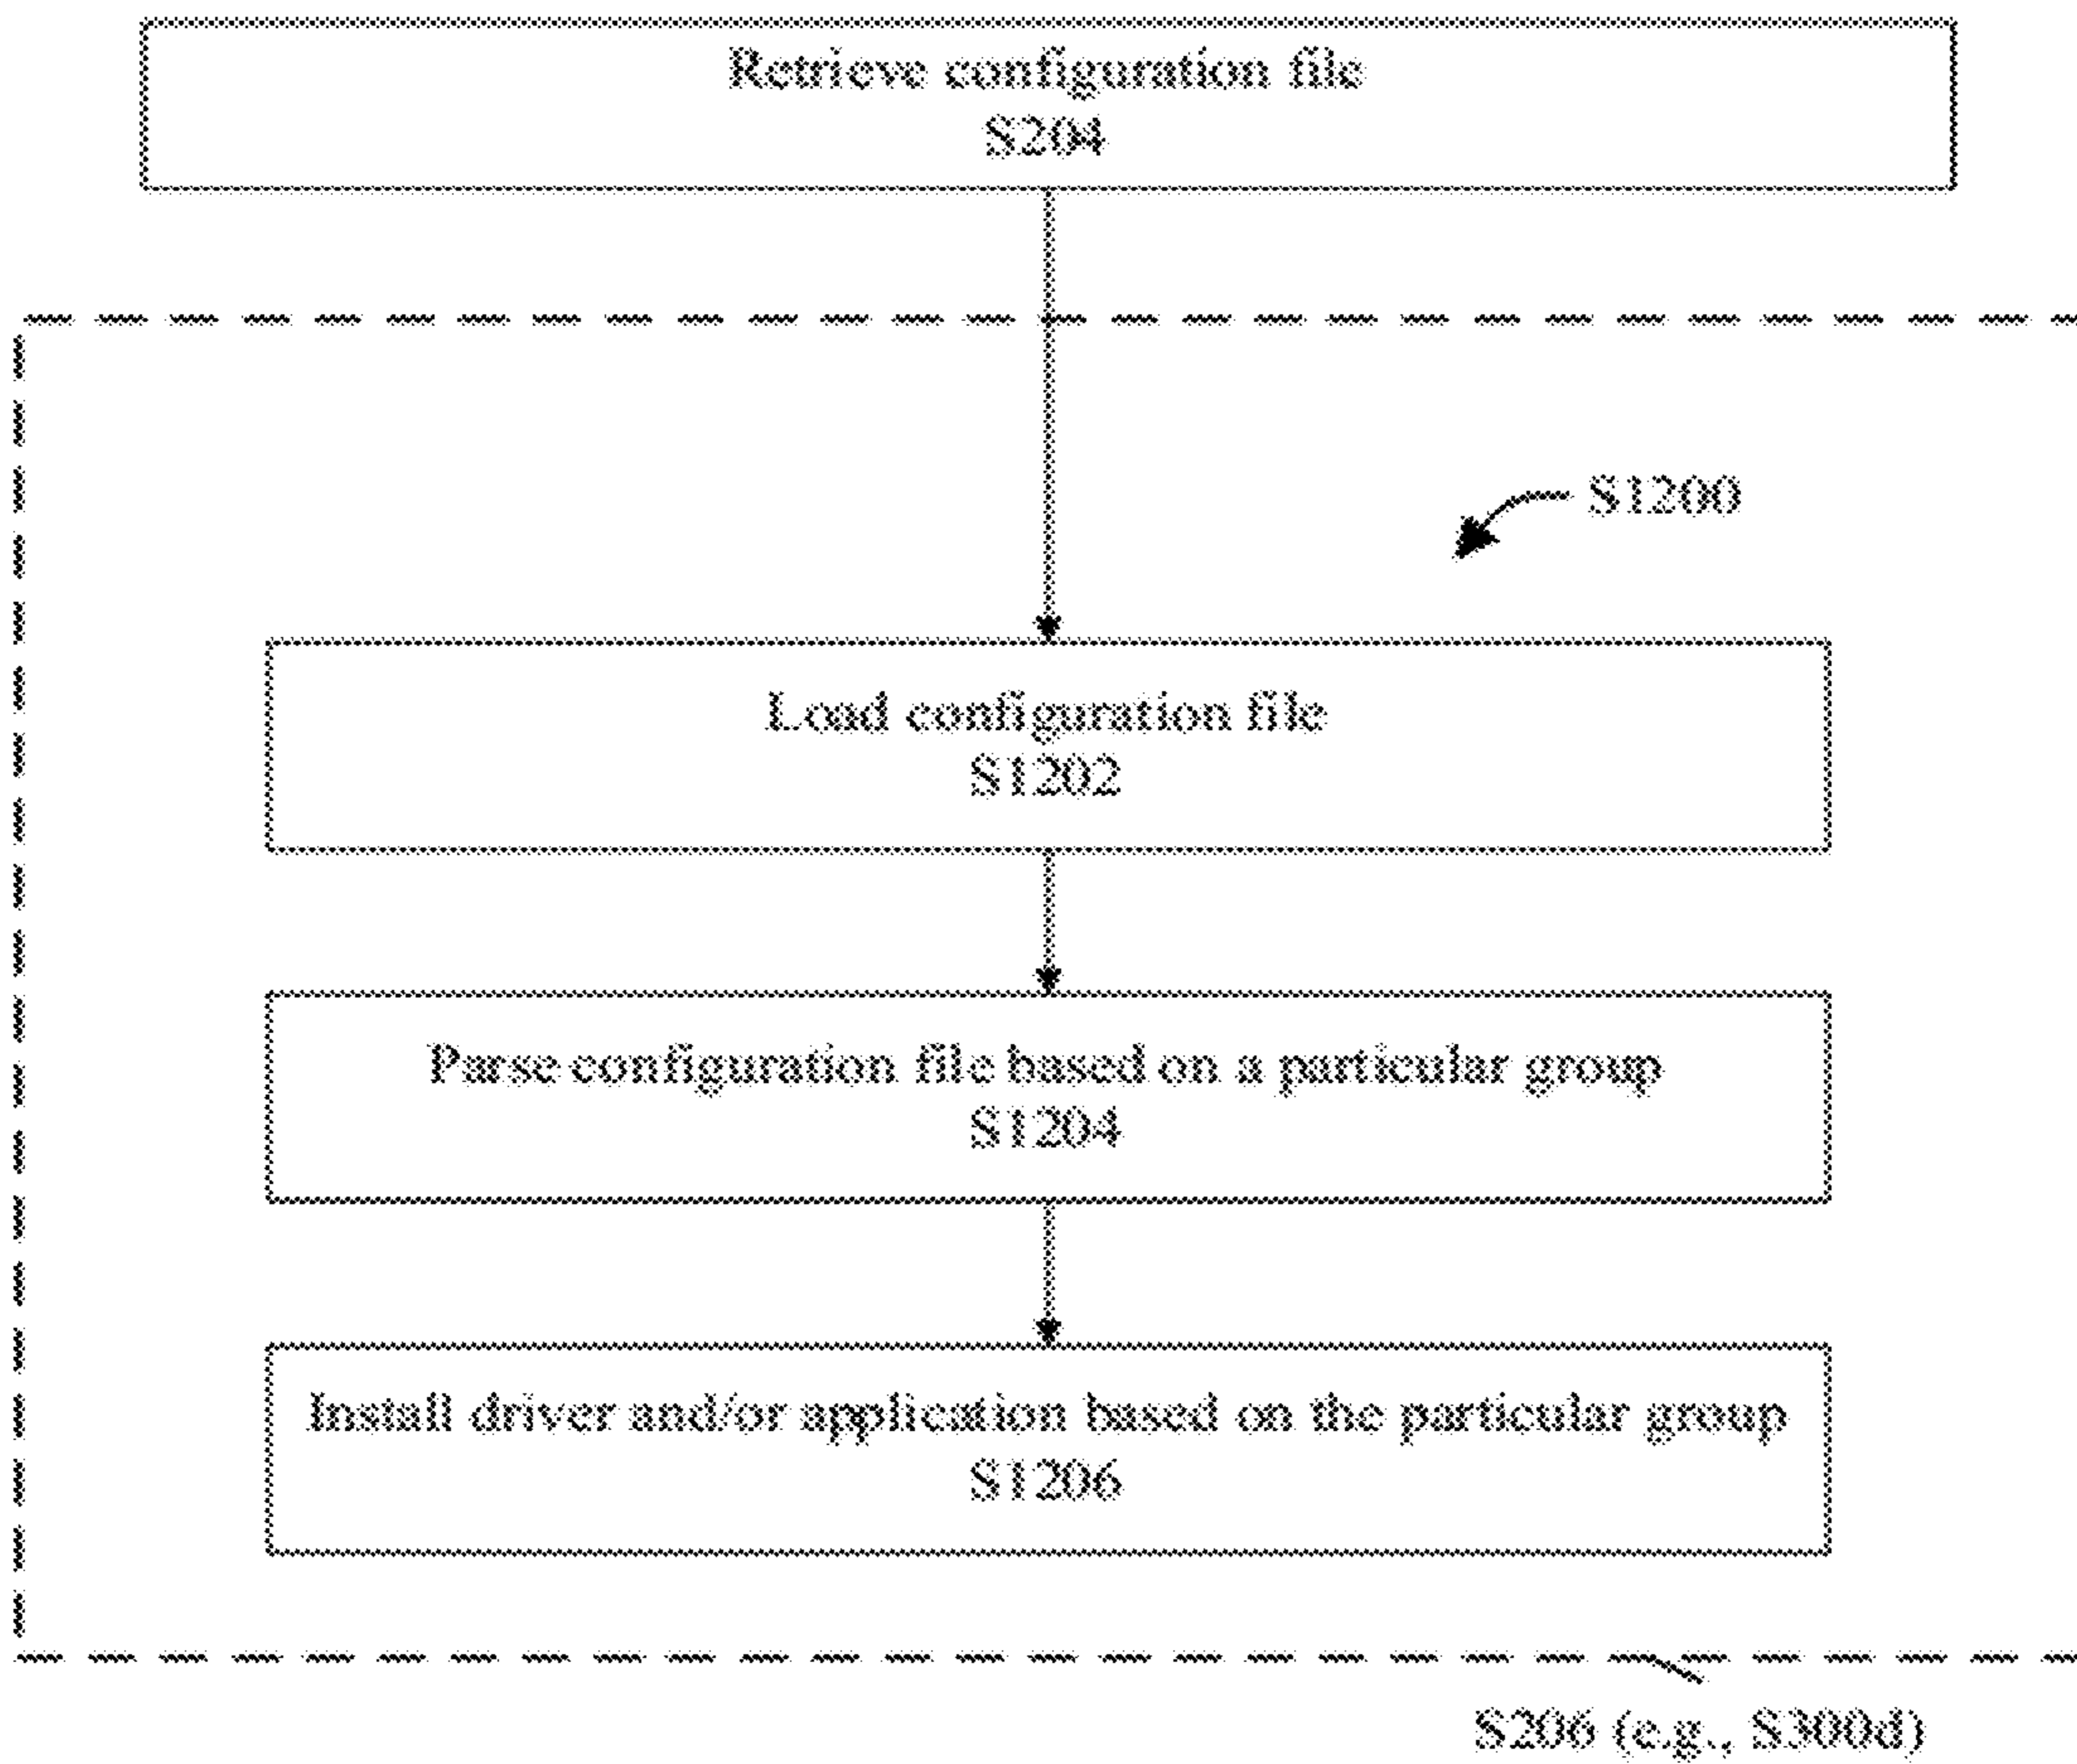 Retrieve configuration file
S204
S1200
Load configuration file
S1202
Parse configuration file based on a particular group
S1204
Install driver and/or application based on the particular group
S1206
S206 (e.g., S300d)